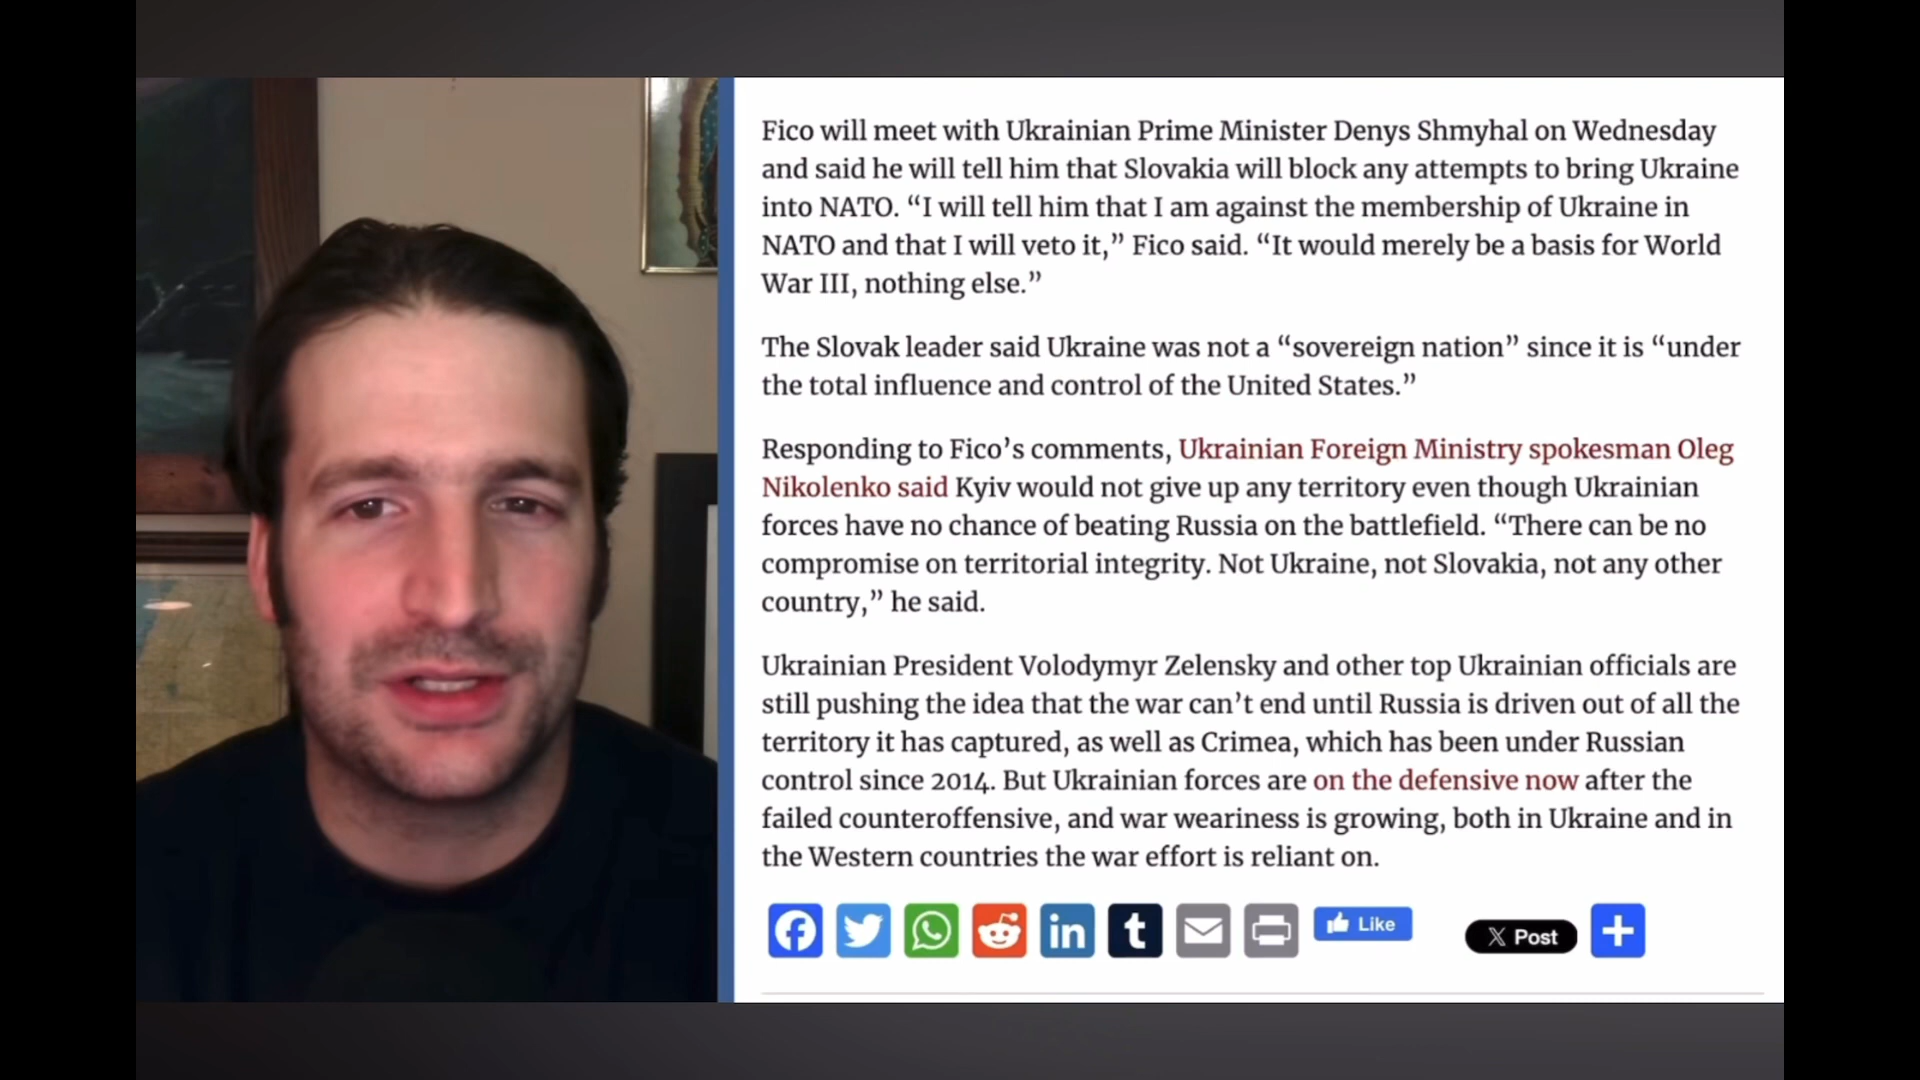 Fico will meet with Ukrainian Prime Minister Denys Shmyhal on Wednesday
and said he will tell him that Slovakia will block any attempts to bring Ukraine
into NATO. “I will tell him that I am against the membership of Ukraine in
NATO and that I will veto it,” Fico said. “It would merely be a basis for World
War III, nothing else.”
The Slovak leader said Ukraine was not a “sovereign nation” since it is “under
the total influence and control of the United States.”
Responding to Fico’s comments, Ukrainian Foreign Ministry spokesman Oleg
Nikolenko said Kyiv would not give up any territory even though Ukrainian
forces have no chance of beating Russia on the battlefield. “There can be no
compromise on territorial integrity. Not Ukraine, not Slovakia, not any other
country,” he said.
Ukrainian President Volodymyr Zelensky and other top Ukrainian officials are
still pushing the idea that the war can’t end until Russia is driven out of all the
territory it has captured, as well as Crimea, which has been under Russian
control since 2014. But Ukrainian forces are on the defensive now after the
failed counteroffensive, and war weariness is growing, both in Ukraine and in
the Western countries the war effort is reliant on.
Like
X Post